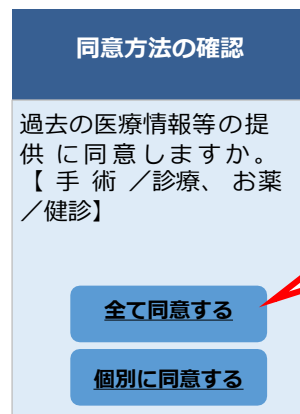 同意方法の確認
過去の医療情報等の提
供 に同意しますか。
【 手 術 ／診療、 お薬
／健診】
全て同意する
個別に同意する